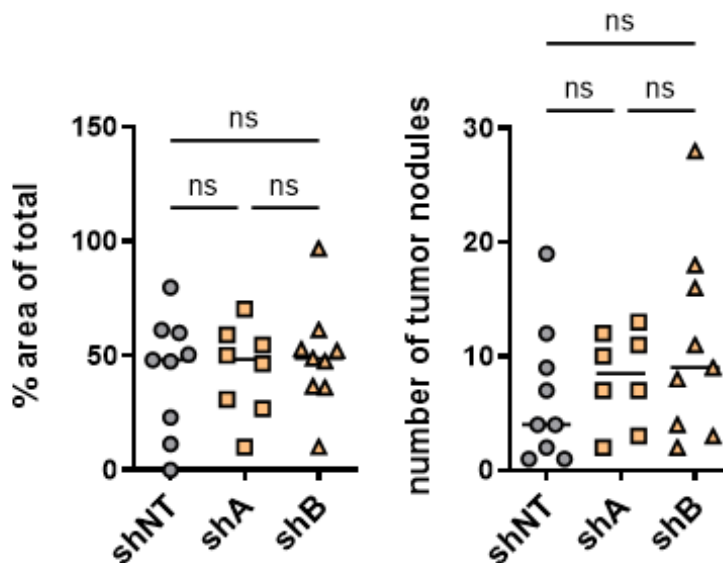 ns
ns ns
% area of total
150
100
50
0
shNT shA shB
ns
ns ns
number of tumor nodules
30
20
10
0
shNT shA shB